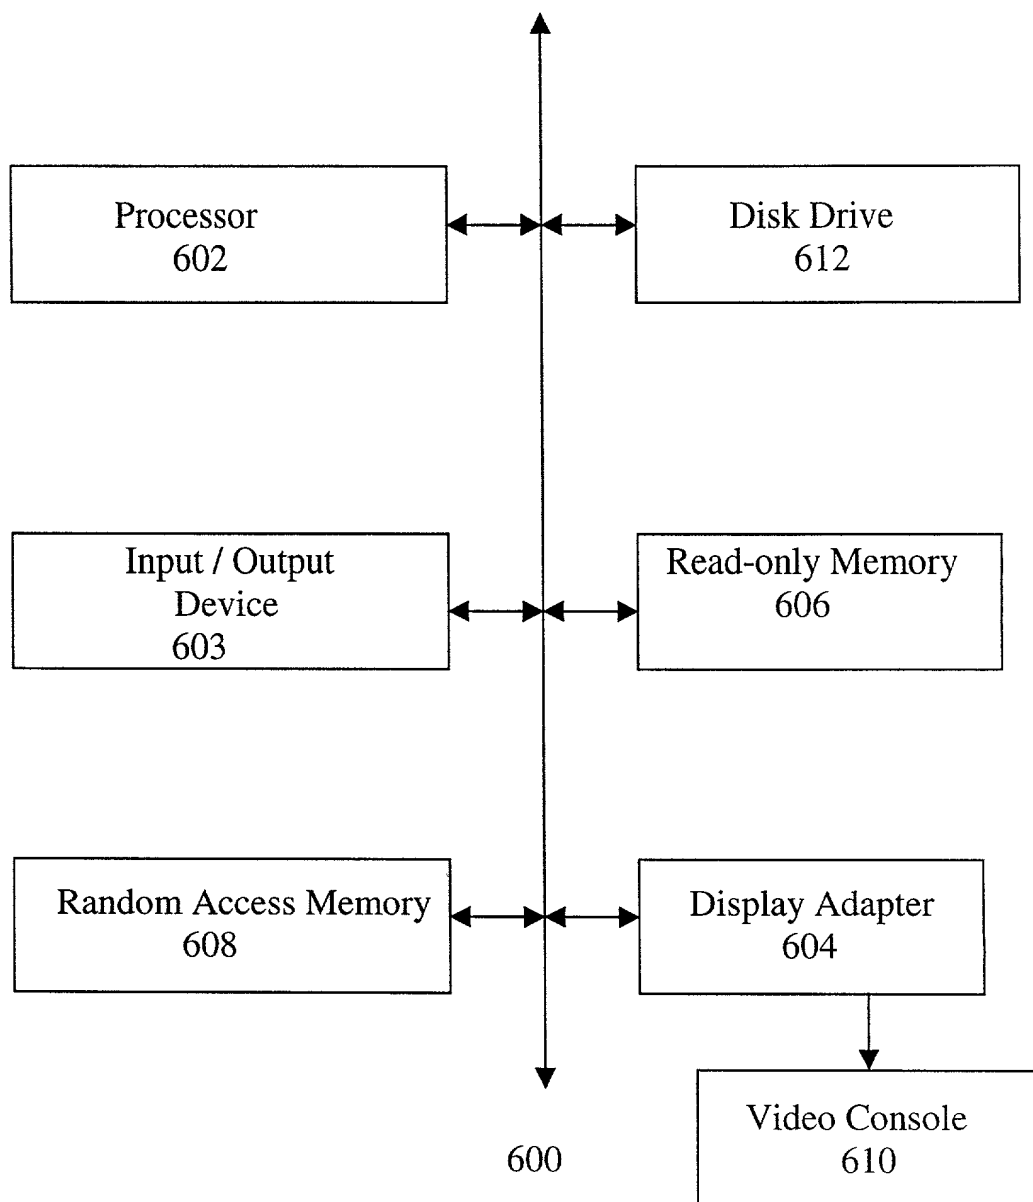 Processor
602
Disk Drive
612
Input / Output
Device
603
Read-only Memory
606
Random Access Memory
608
Display Adapter
604
Video Console
610
600